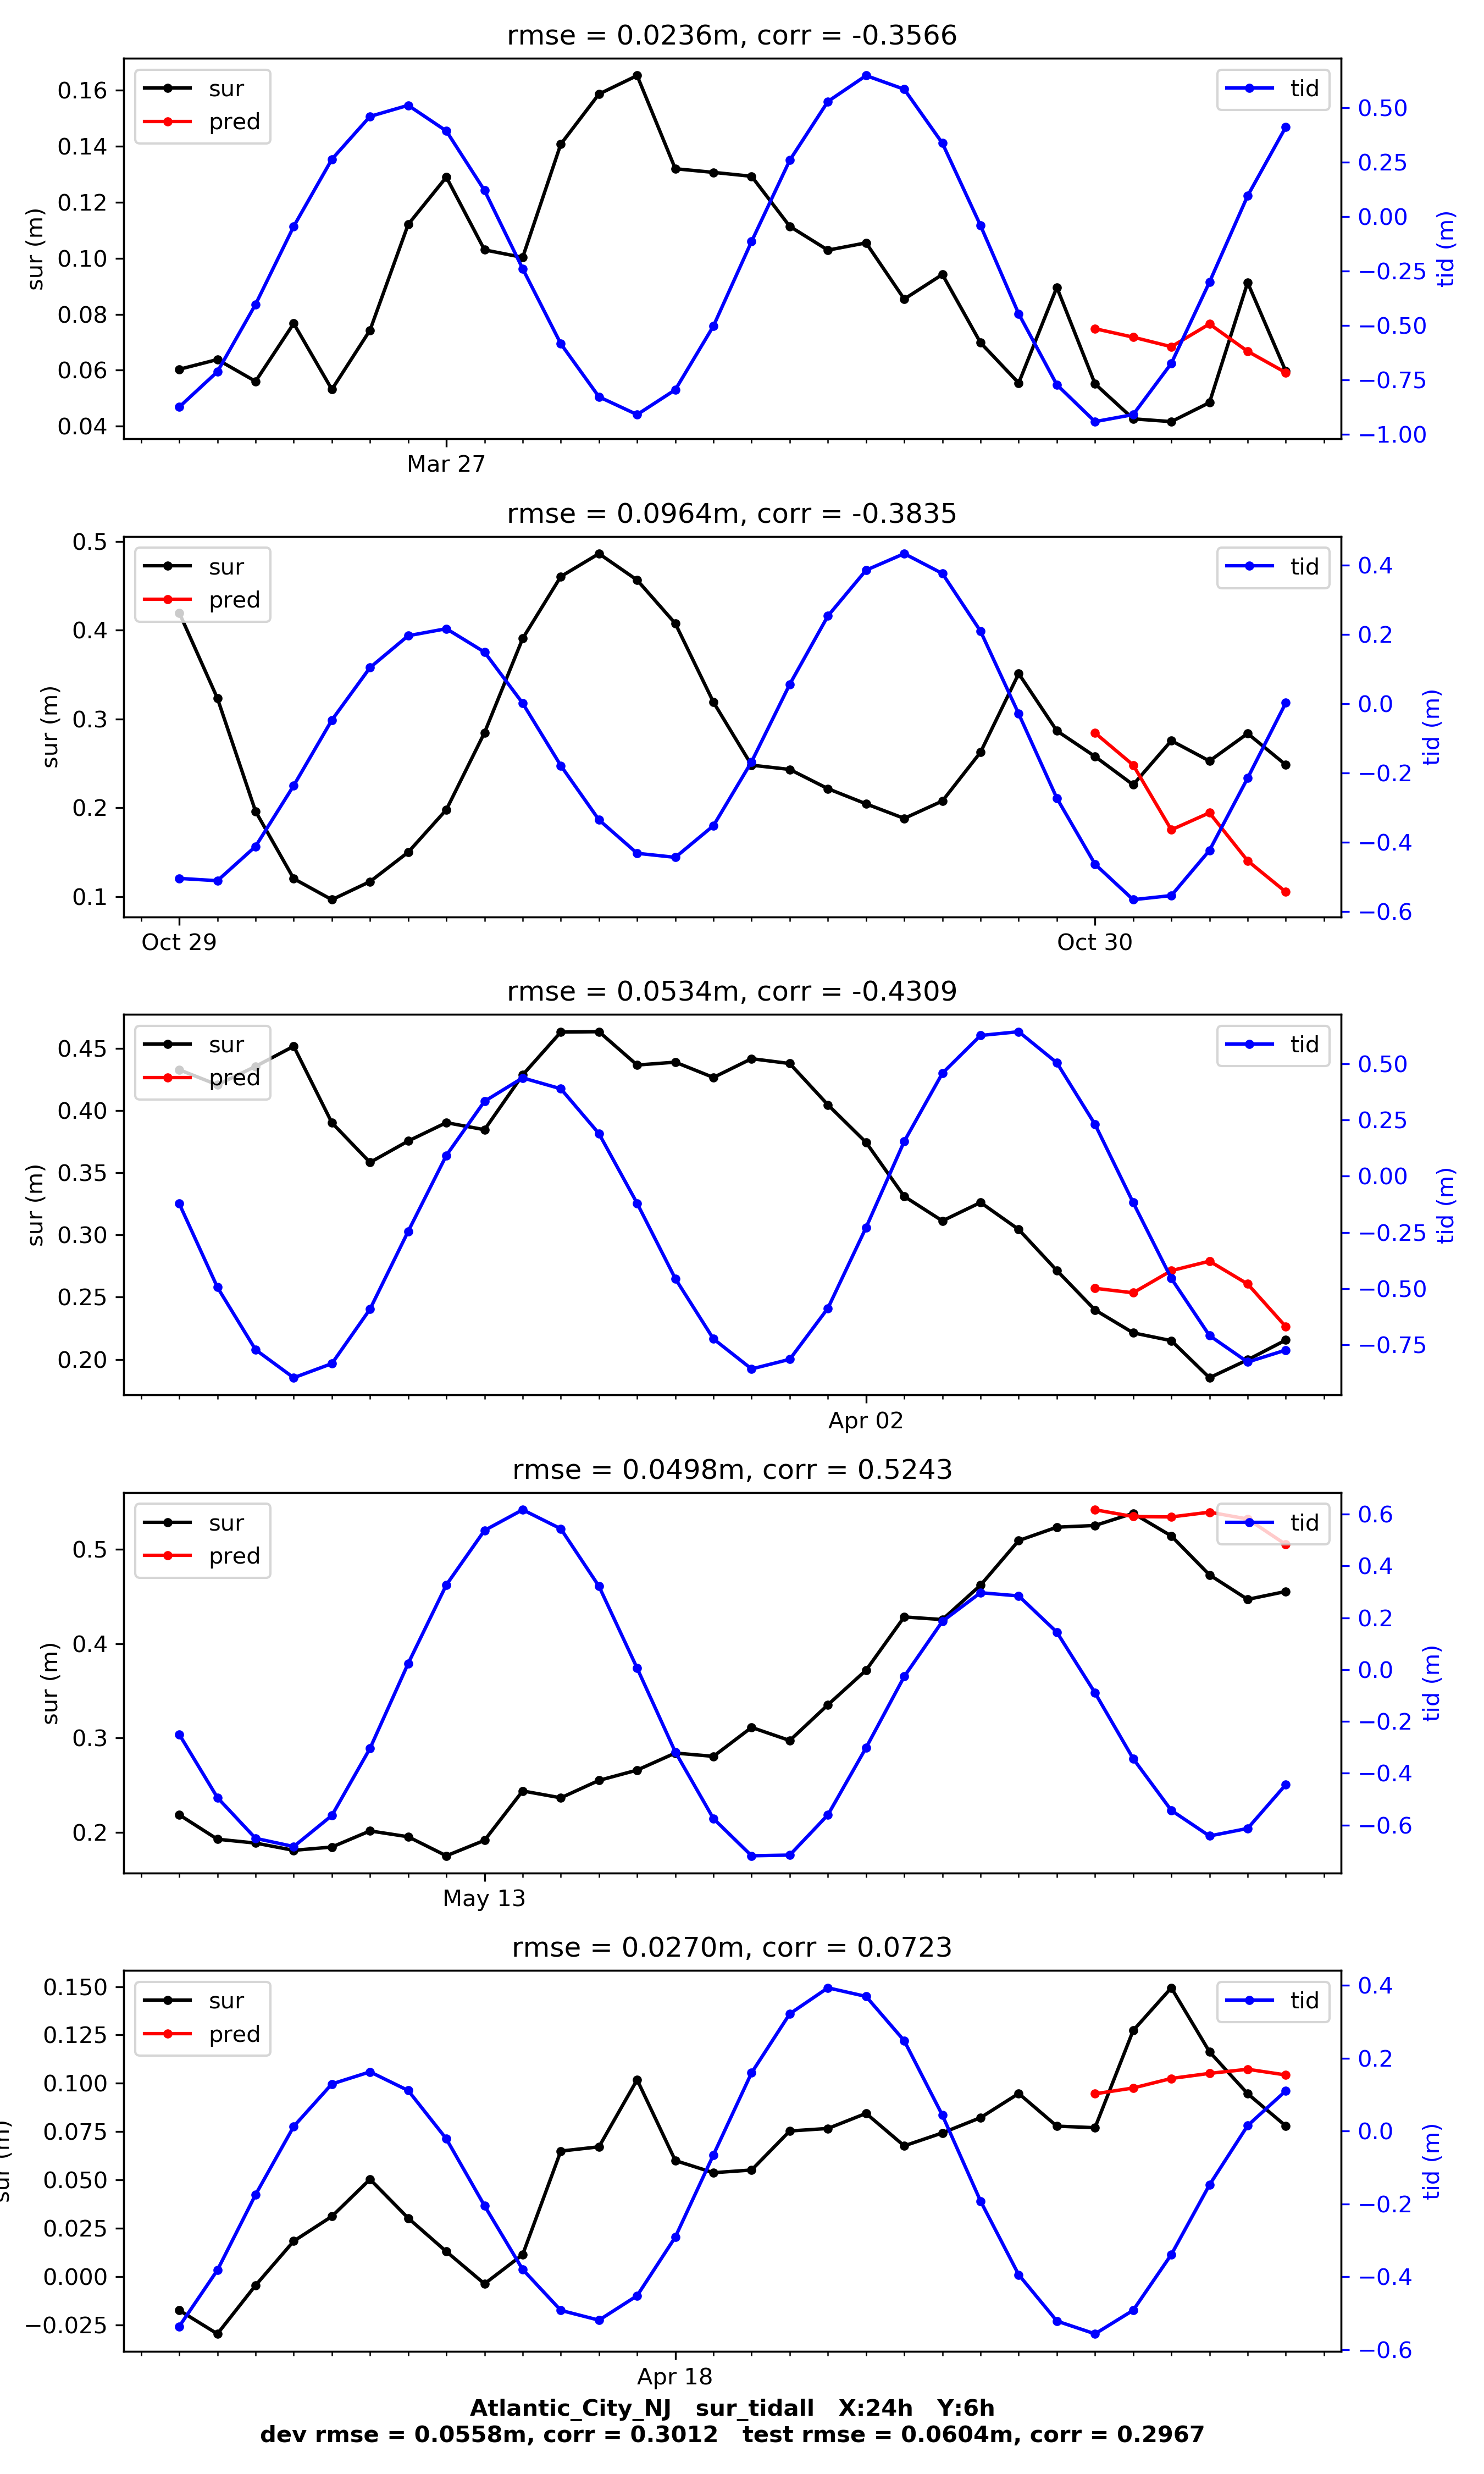 rmse = 0.0236m, corr = -0.3566
sur
pred
tid
0.16
0.14
0.12
0.10
0.08
0.06
0.04
sur (m)
0.50
0.25
0.00
−0.25
−0.50
−0.75
−1.00
tid (m)
Mar 27
rmse = 0.0964m, corr = -0.3835
sur
pred
tid
0.5
0.4
0.3
0.2
0.1
sur (m)
0.4
0.2
0.0
−0.2
−0.4
−0.6
tid (m)
Oct 29
Oct 30
rmse = 0.0534m, corr = -0.4309
sur
pred
tid
0.45
0.40
0.35
0.30
0.25
0.20
sur (m)
0.50
0.25
0.00
−0.25
−0.50
−0.75
tid (m)
Apr 02
rmse = 0.0498m, corr = 0.5243
sur
pred
tid
0.5
0.4
0.3
0.2
sur (m)
0.6
0.4
0.2
0.0
−0.2
−0.4
−0.6
tid (m)
May 13
rmse = 0.0270m, corr = 0.0723
sur
pred
tid
0.150
0.125
0.100
0.075
0.050
0.025
0.000
−0.025
sur (m)
0.4
0.2
0.0
−0.2
−0.4
−0.6
tid (m)
Apr 18
Atlantic_City_NJ sur_tidall X:24h Y:6h
dev rmse = 0.0558m, corr = 0.3012 test rmse = 0.0604m, corr = 0.2967